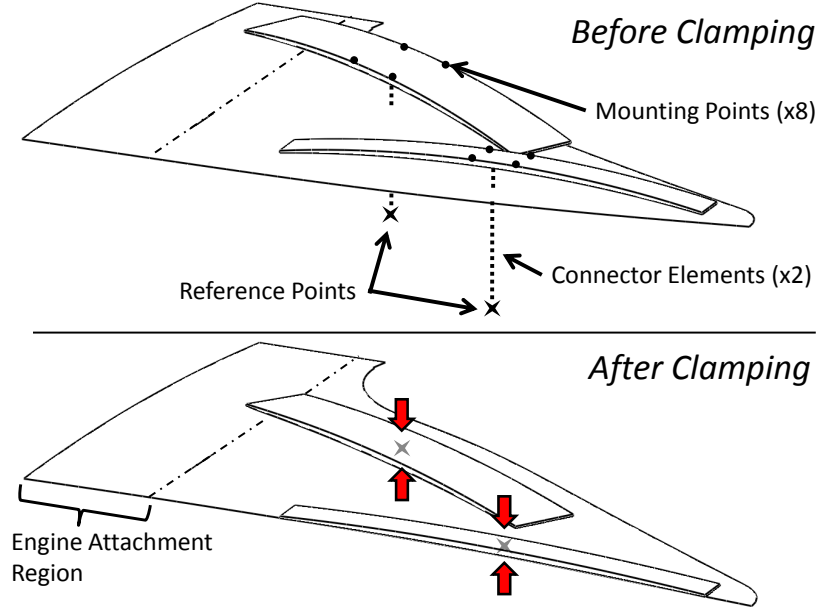 Before Clamping
Mounting Points (x8)
Connector Elements (x2)
Reference Points
After Clamping
Engine Attachment
Region